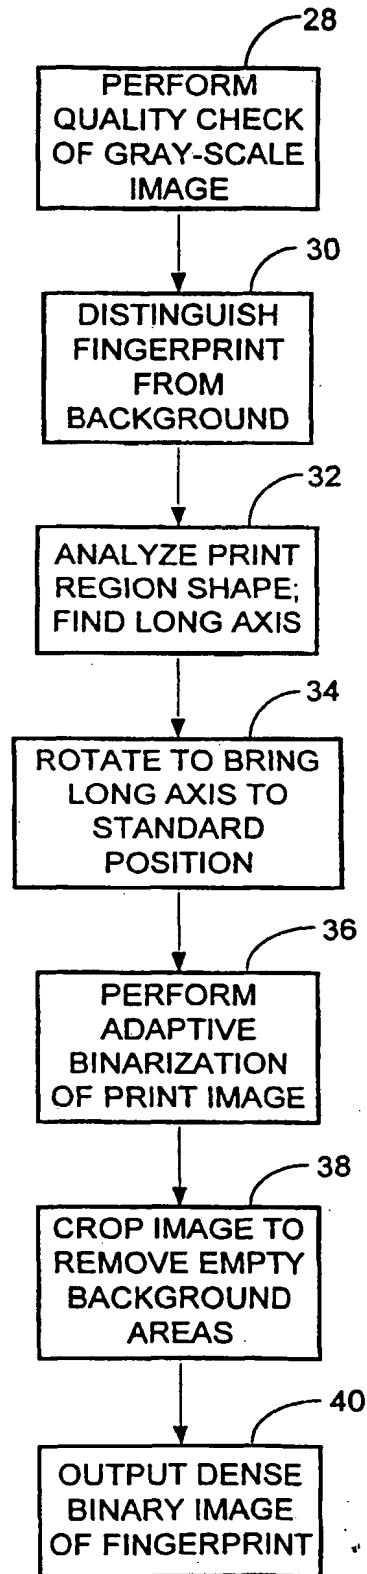 28
PERFORM
QUALITY CHECK
OF GRAY-SCALE
IMAGE
30
DISTINGUISH
FINGERPRINT
FROM
BACKGROUND
32
ANALYZE PRINT
REGION SHAPE;
FIND LONG AXIS
34
ROTATE TO BRING
LONG AXIS TO
STANDARD
POSITION
36
PERFORM
ADAPTIVE
BINARIZATION
OF PRINT IMAGE
38
CROP IMAGE TO
REMOVE EMPTY
BACKGROUND
AREAS
40
OUTPUT DENSE
BINARY IMAGE
OF FINGERPRINT